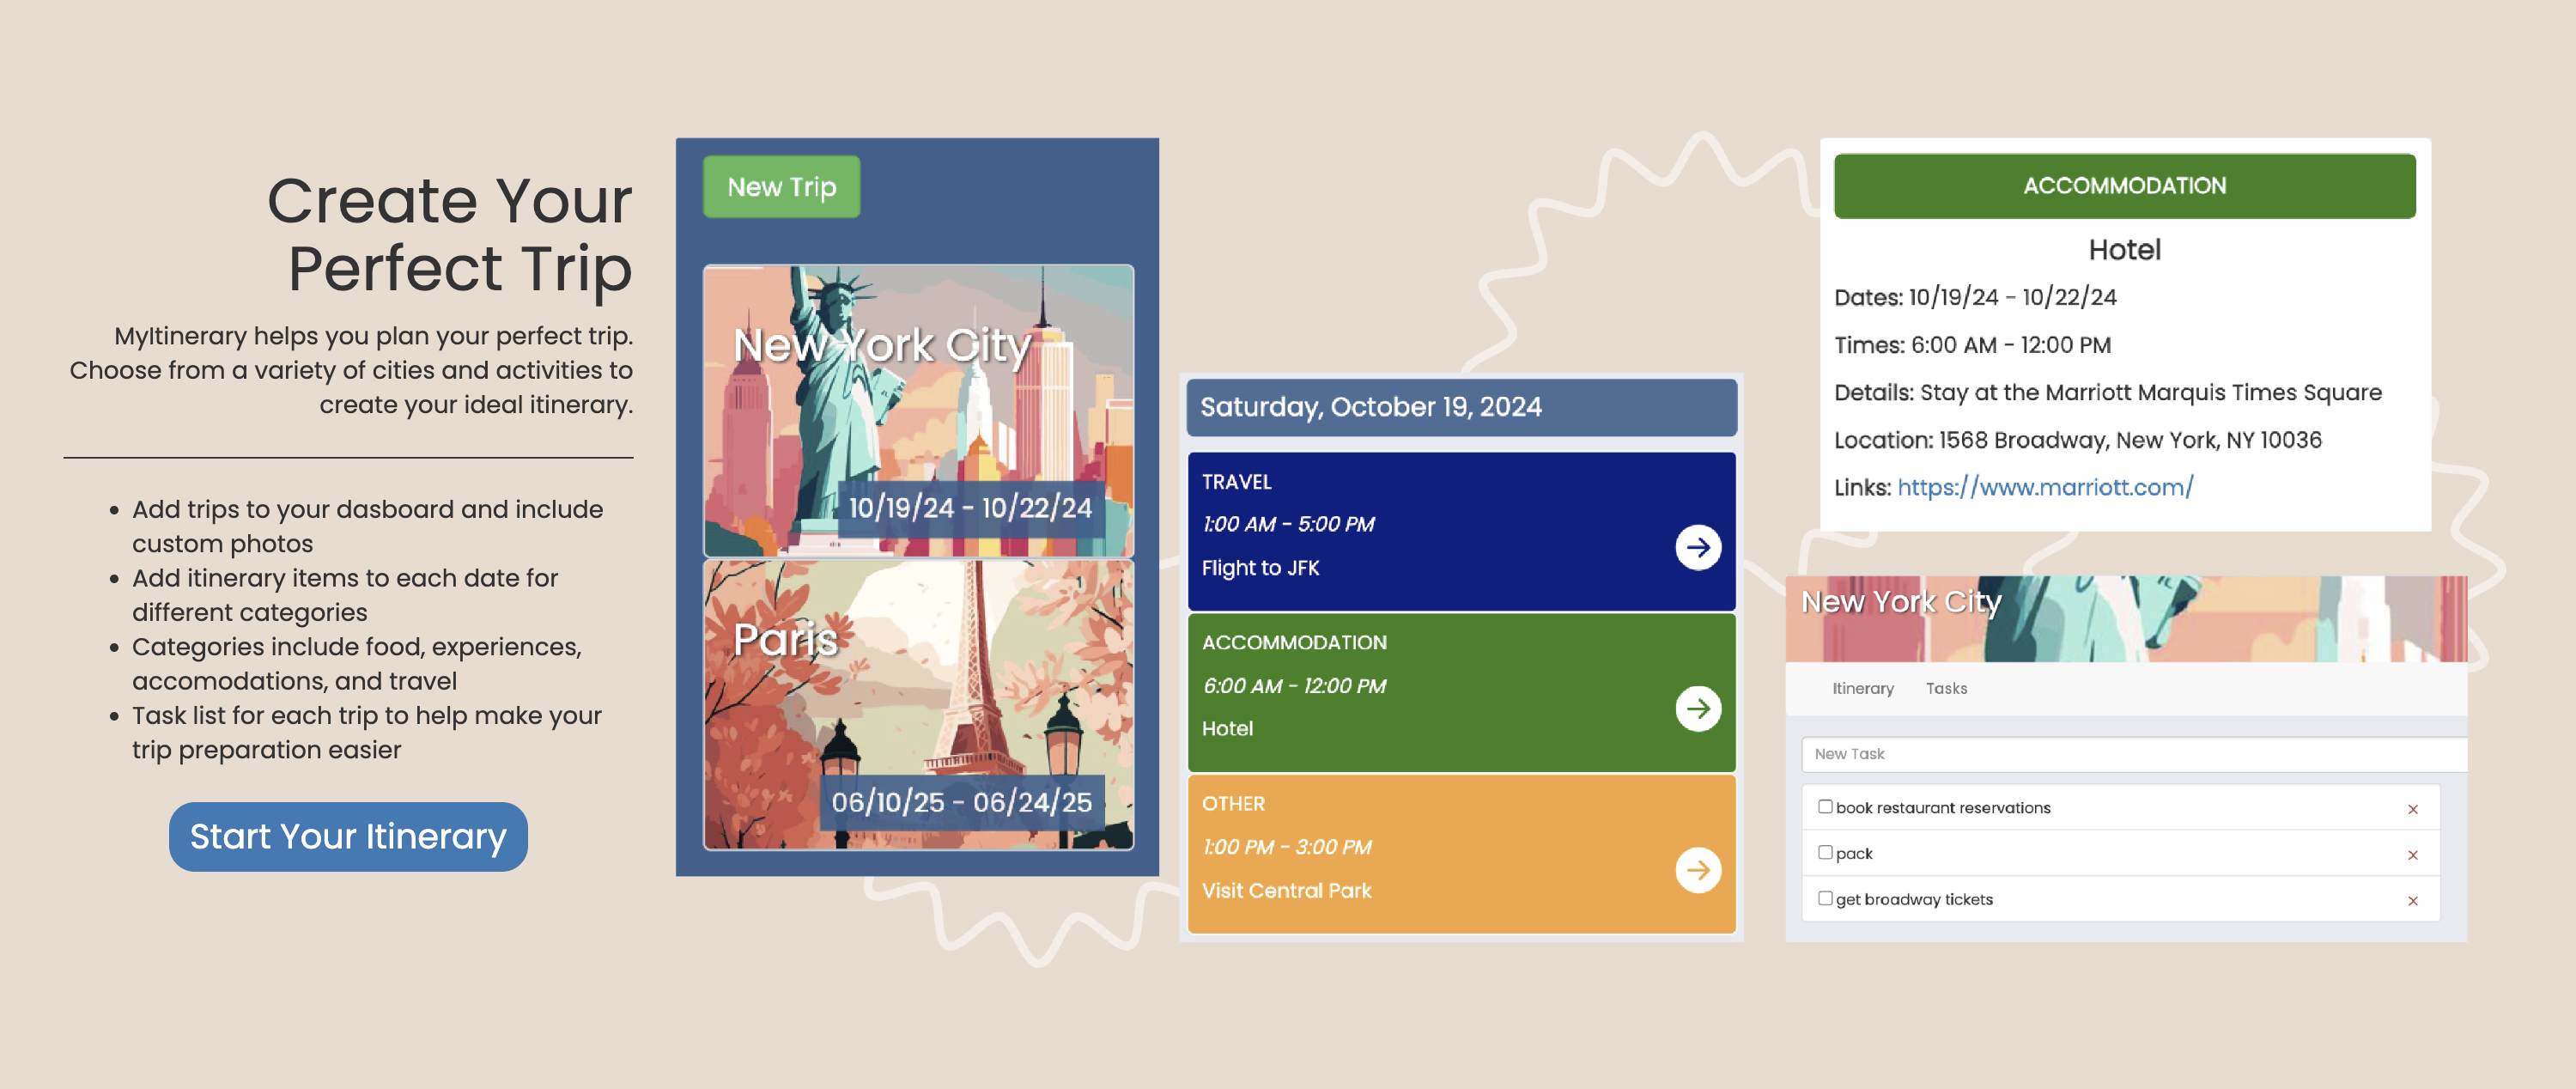 Create Your
Perfect Trip
MyItinerary helps you plan your perfect trip.
Choose from a variety of cities and activities to
create your ideal itinerary.
Add trips to your dasboard and include
custom photos
Add itinerary items to each date for
different categories
Categories include food, experiences,
accomodations, and travel
Task list for each trip to help make your
trip preparation easier
Start Your Itinerary
New Trip
New York City
10/19/24 - 10/22/24
Paris
06/10/25 - 06/24/25
Saturday, October 19, 2024
TRAVEL
1:00 AM - 5:00 PM
Flight to JFK
ACCOMMODATION
6:00 AM - 12:00 PM
Hotel
OTHER
1:00 PM - 3:00 PM
Visit Central Park
ACCOMMODATION
Hotel
Dates: 10/19/24 - 10/22/24
Times: 6:00 AM - 12:00 PM
Details: Stay at the Marriott Marquis Times Square
Location: 1568 Broadway, New York, NY 10036
Links: https://www.marriott.com/
New York City
Itinerary Tasks
New Task
book restaurant reservations
pack
get broadway tickets